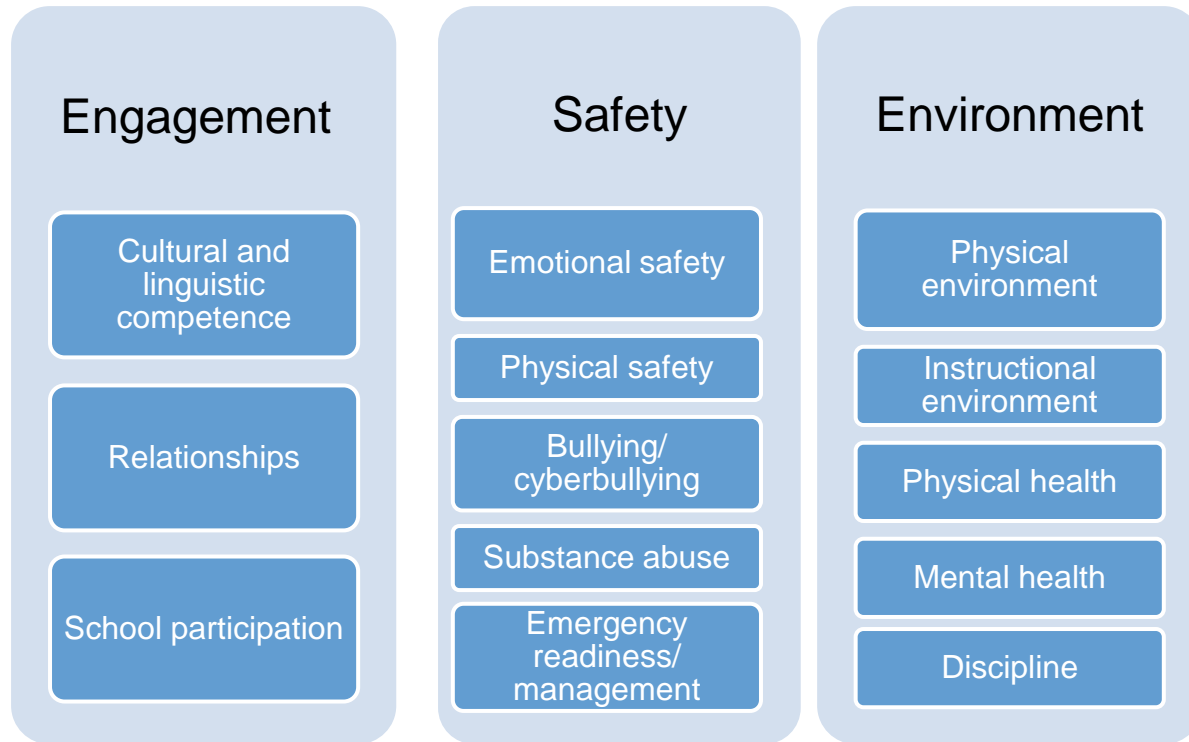 Engagement
Cultural and
linguistic
competence
Relationships
School participation
Safety
Emotional safety
Physical safety
Bullying/
cyberbullying
Substance abuse
Emergency
readiness/
management
Environment
Physical
environment
Instructional
environment
Physical health
Mental health
Discipline